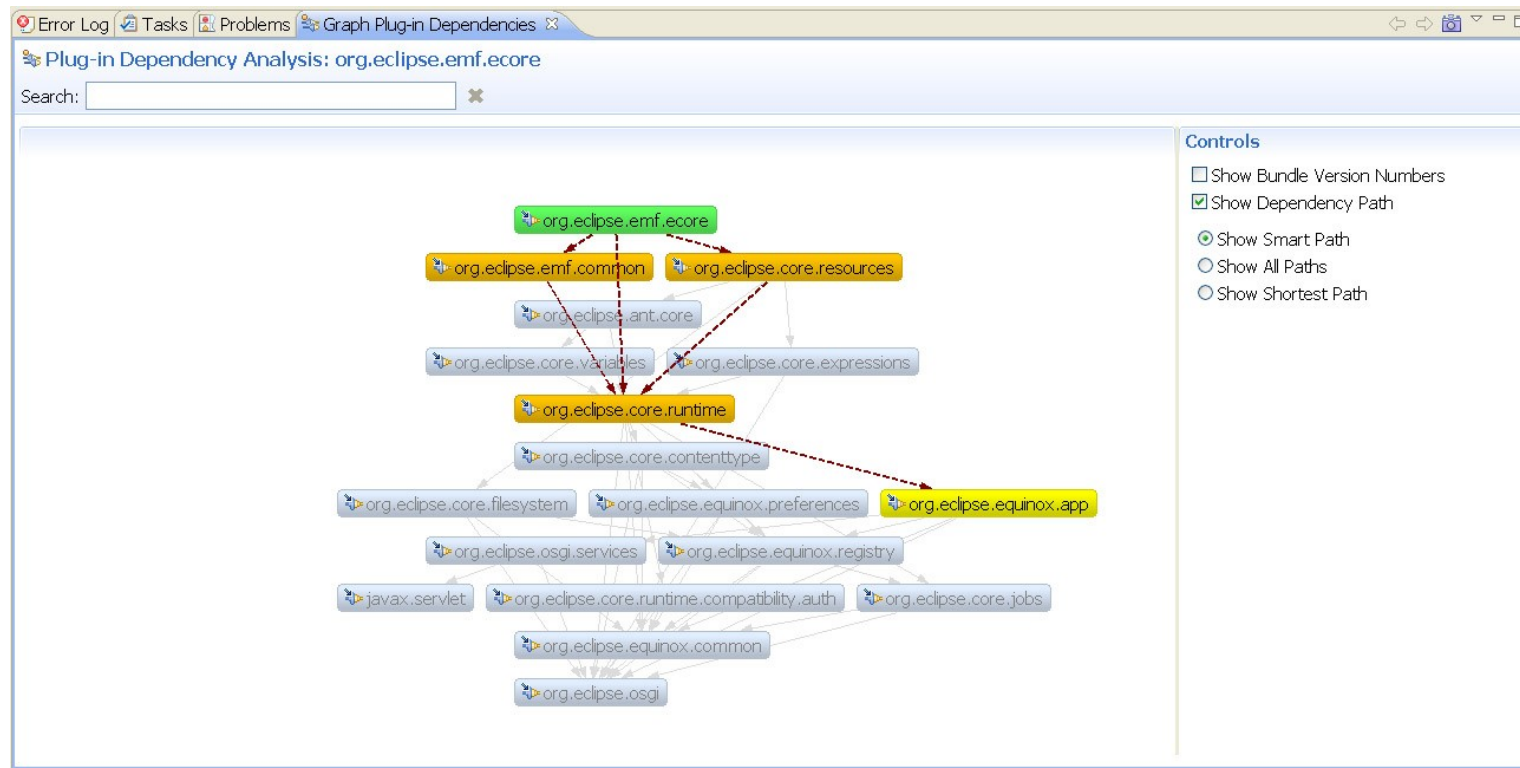 Error Log Tasks Problems Graph Plug-in Dependencies
Plug-in Dependency Analysis: org.eclipse.emf.ecore
Search:
org.eclipse.emf.ecore
org.eclipse.emf.common org.eclipse.core.resources
org.eclipse.ant.core
org.eclipse.core.variables org.eclipse.core.expressions
org.eclipse.core.runtime
org.eclipse.core.contenttype
org.eclipse.core.filesystem org.eclipse.equinox.preferences org.eclipse.equinox.app
org.eclipse.osgi.services org.eclipse.equinox.registry
javax.servlet org.eclipse.core.runtime.compatibility.auth org.eclipse.core.jobs
org.eclipse.equinox.common
org.eclipse.osgi
Controls
Show Bundle Version Numbers
Show Dependency Path
Show Smart Path
Show All Paths
Show Shortest Path